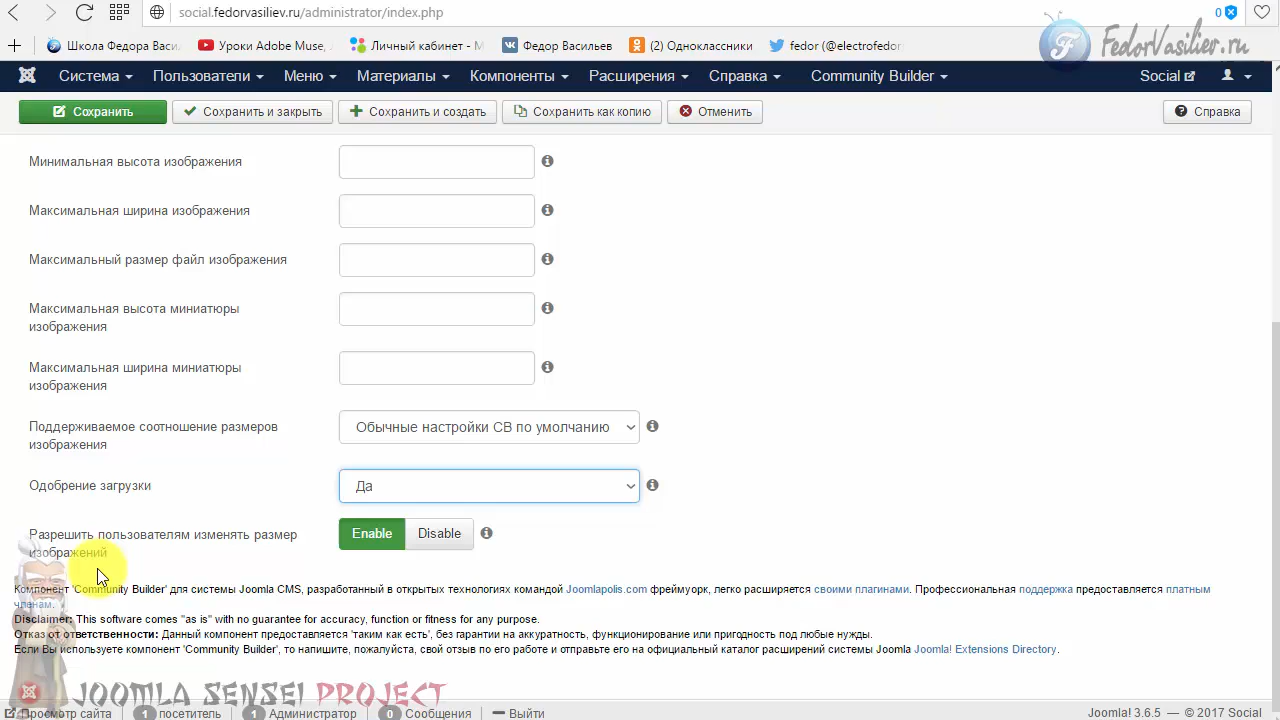 social.fedorvasiliev.ru/administrator/index.php
0
Школа Федора Васи
Уроки Adobe Muse,
Личный кабинет - М
Федор Васильев
(2) Одноклассники
fedor (@electrofedor
FedorVasiliev.ru
Система
Пользователи
Меню
Материалы
Компоненты
Расширения
Справка
Community Builder
Social
Сохранить
Сохранить и закрыть
Сохранить и создать
Сохранить как копию
Отменить
Справка
Минимальная высота изображения
Максимальная ширина изображения
Максимальный размер файл изображения
Максимальная высота миниатюры
изображения
Максимальная ширина миниатюры
изображения
Поддерживаемое соотношение размеров
изображения
Обычные настройки CB по умолчанию
Одобрение загрузки
Да
Разрешить пользователям изменять размер
изображений
Enable
Disable
Компонент 'Community Builder' для системы Joomla CMS, разработанный в открытых технологиях командой Joomlapolis.com фреймуорк, легко расширяется своими плагинами. Профессиональная поддержка предоставляется платным
членам.
Disclaimer: This software comes "as is" with no guarantee for accuracy, function or fitness for any purpose.
Отказ от ответственности: Данный компонент предоставляется 'таким как есть', без гарантии на аккуратность, функционирование или пригодность под любые нужды.
Если Вы используете компонент 'Community Builder', то напишите, пожалуйста, свой отзыв по его работе и отправьте его на официальный каталог расширений системы Joomla Joomla! Extensions Directory.
JOOMLA SENSEI PROJECT
Просмотр сайта
1 посетитель
1 Администратор
0 Сообщения
Выйти
Joomla! 3.6.5 — © 2017 Social